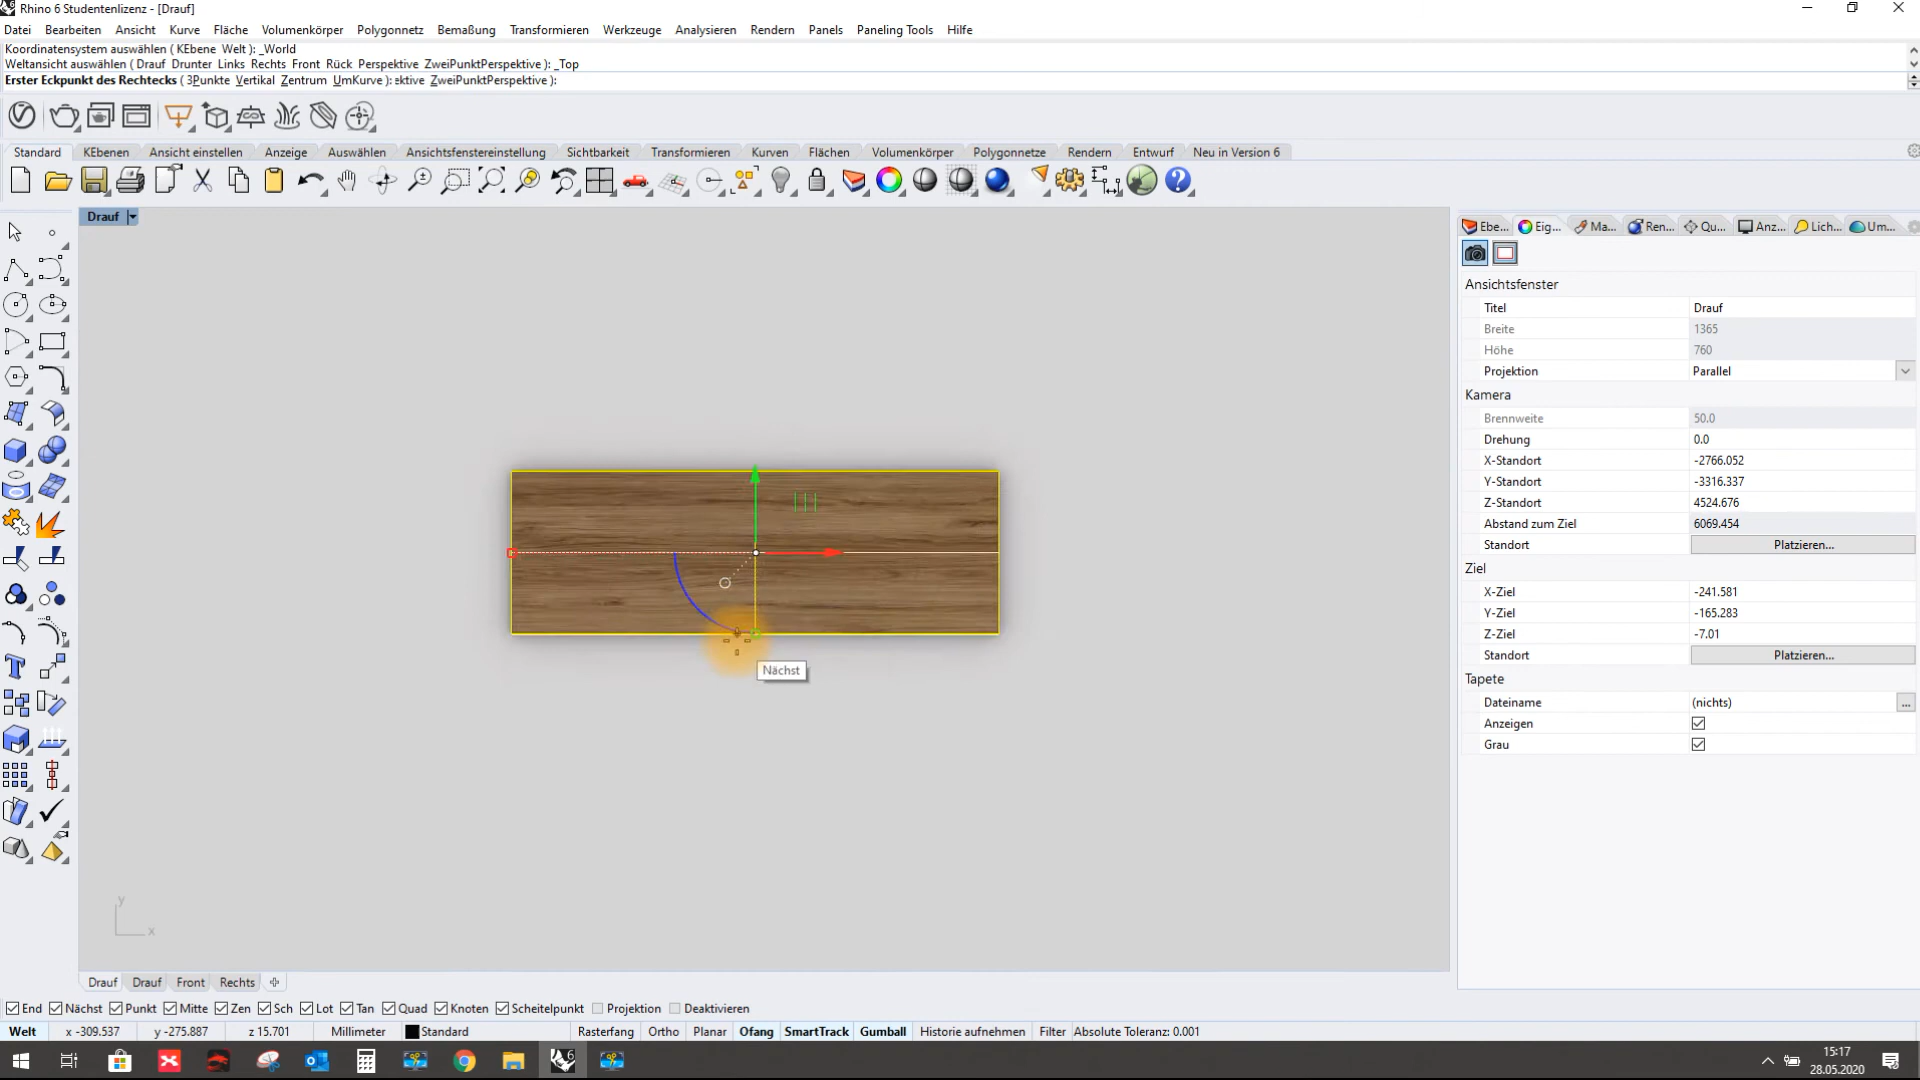 Rhino 6 Studentenlizenz - [Drauf]
Datei Bearbeiten Ansicht Kurve Fläche Volumenkörper Polygonnetz Bemaßung Transformieren Werkzeuge Analysieren Rendern Panels Paneling Tools Hilfe
Koordinatensystem auswählen ( KEbene Welt ): _World
Weltansicht auswählen ( Drauf Drunter Links Rechts Front Rück Perspektive ZweiPunktPerspektive ): _Top
Erster Eckpunkt des Rechtecks ( 3Punkte Vertikal Zentrum UmKurve ): ektive ZweiPunktPerspektive ):
Standard KEbenen Ansicht einstellen Anzeige Auswählen Ansichtsfenstereinstellung Sichtbarkeit Transformieren Kurven Flächen Volumenkörper Polygonnetze Rendern Entwurf Neu in Version 6
Drauf
Ebe... Eig... Ma... Ren... Qu... Anz... Lich... Um...
Ansichtsfenster
Titel Drauf
Breite 1365
Höhe 760
Projektion Parallel
Kamera
Brennweite 50.0
Drehung 0.0
X-Standort -2766.052
Y-Standort -3316.337
Z-Standort 4524.676
Abstand zum Ziel 6069.454
Standort Platzieren...
Ziel
X-Ziel -241.581
Y-Ziel -165.283
Z-Ziel -7.01
Standort Platzieren...
Tapete
Dateiname (nichts) ...
Anzeigen
Grau
Nächst
y
x
Drauf Drauf Front Rechts
End Nächst Punkt Mitte Zen Sch Lot Tan Quad Knoten Scheitelpunkt Projektion Deaktivieren
Welt x -309.537 y -275.887 z 15.701 Millimeter Standard Rasterfang Ortho Planar Ofang SmartTrack Gumball Historie aufnehmen Filter Absolute Toleranz: 0.001
15:17
28.05.2020